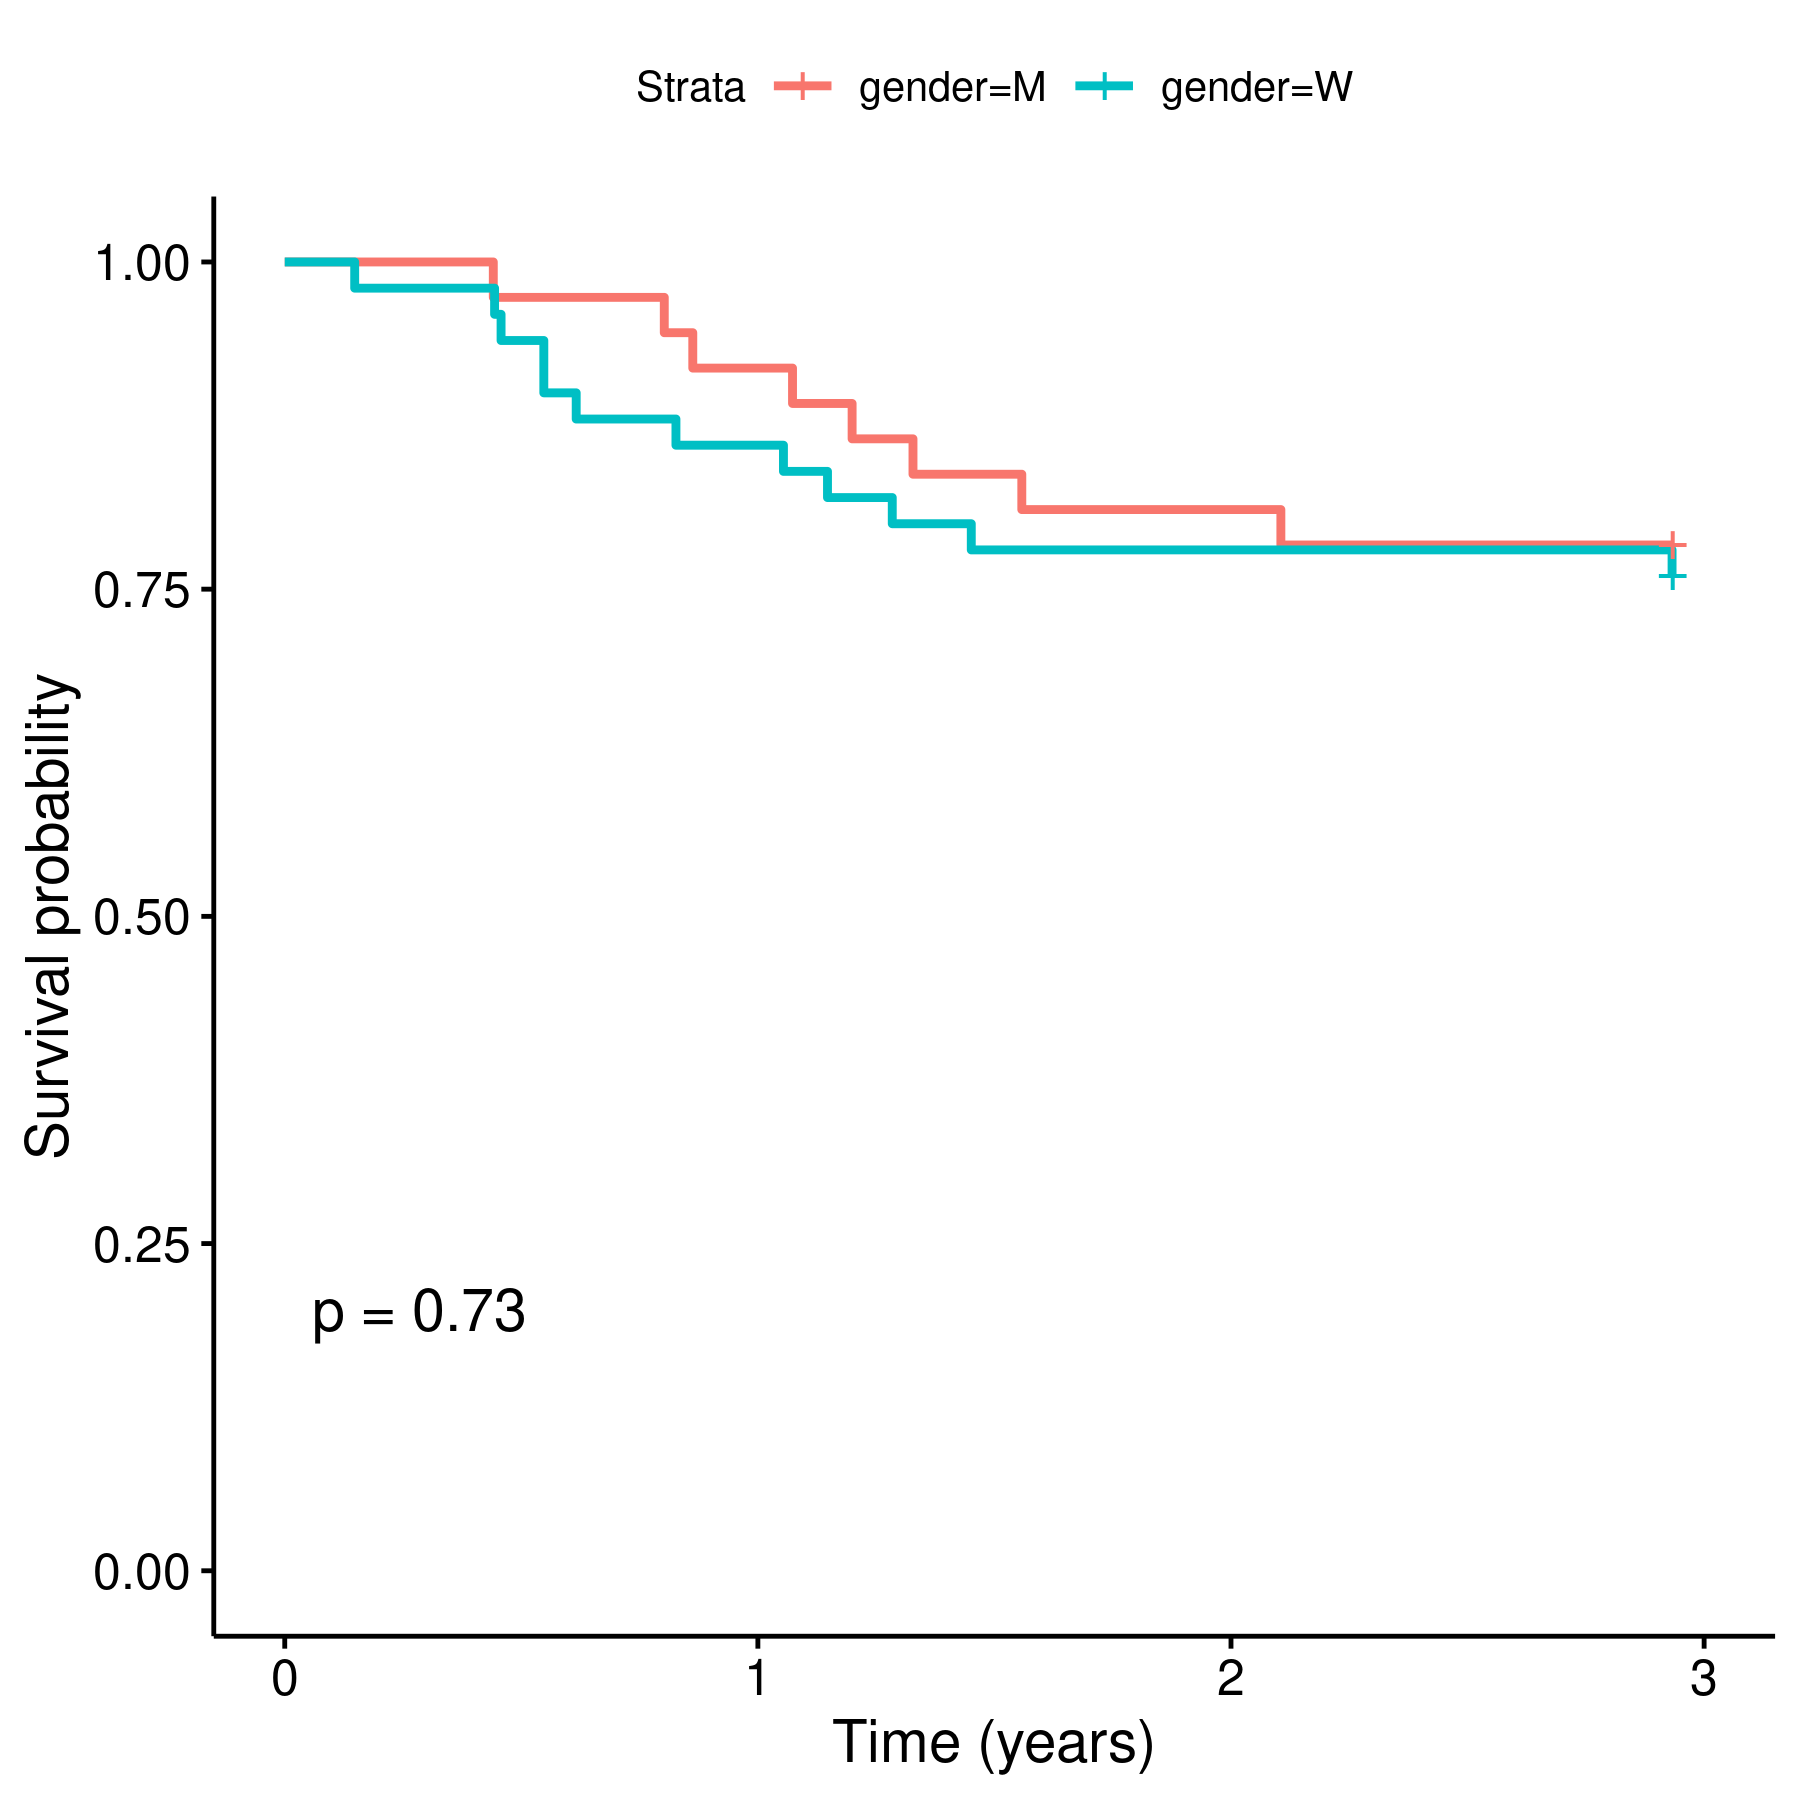 Strata gender=M gender=W
1.00
0.75
0.50
0.25
0.00
Survival probability
p = 0.73
0 1 2 3
Time (years)